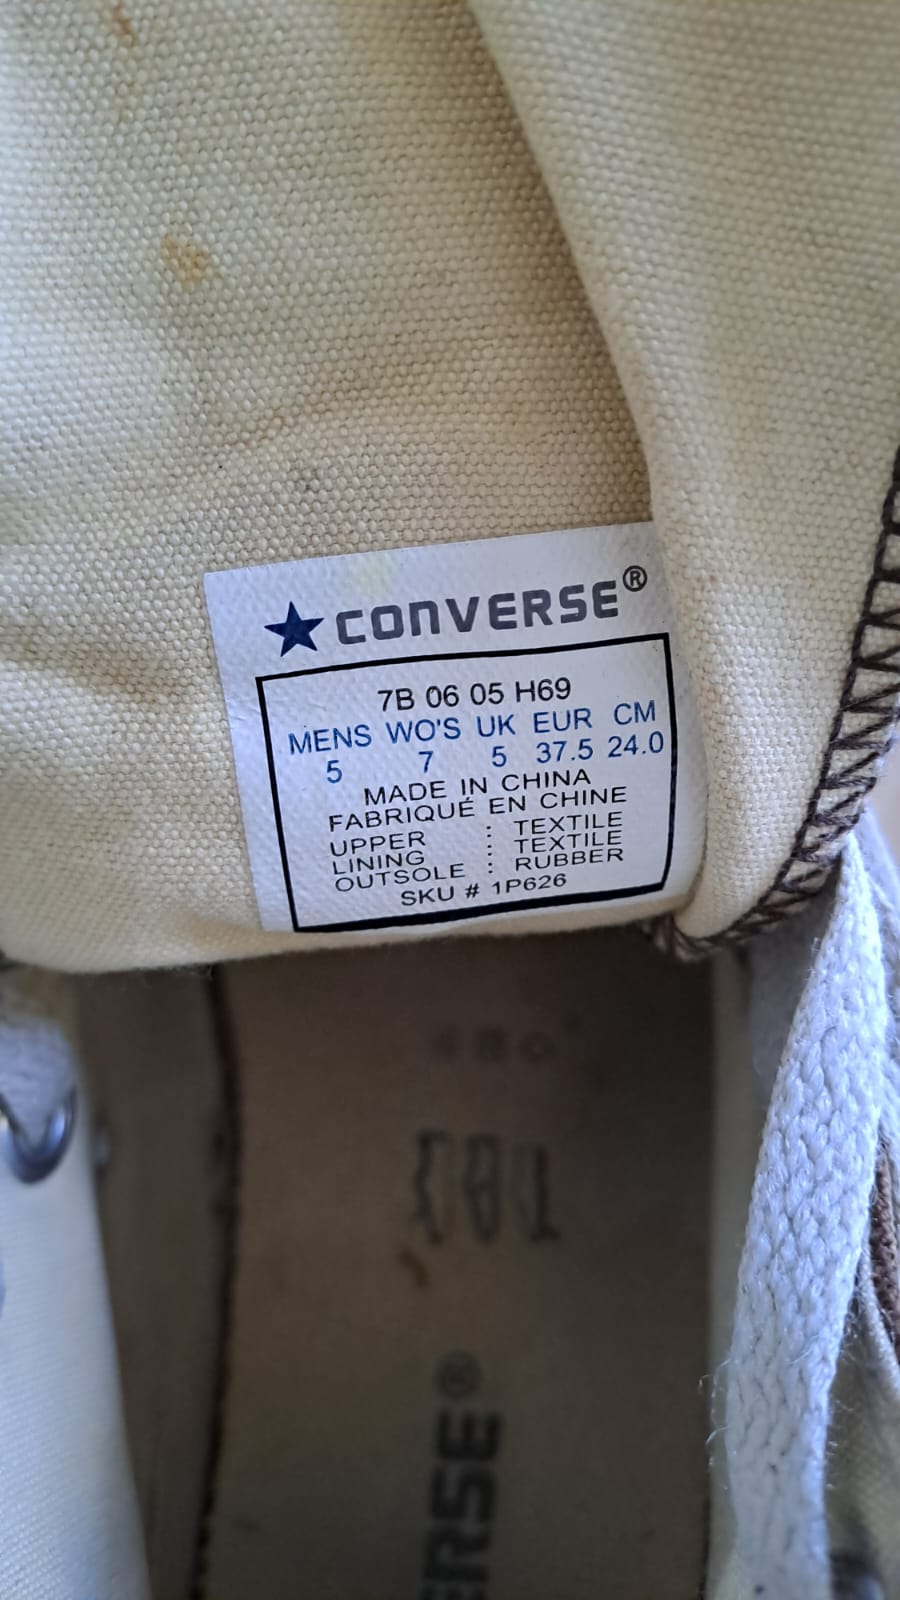 CONVERSE®
7B 06 05 H69
MENS WO'S UK EUR CM
5 7 5 37.5 24.0
MADE IN CHINA
FABRIQUÉ EN CHINE
UPPER : TEXTILE
LINING : TEXTILE
OUTSOLE : RUBBER
SKU # 1P626
ERSE®